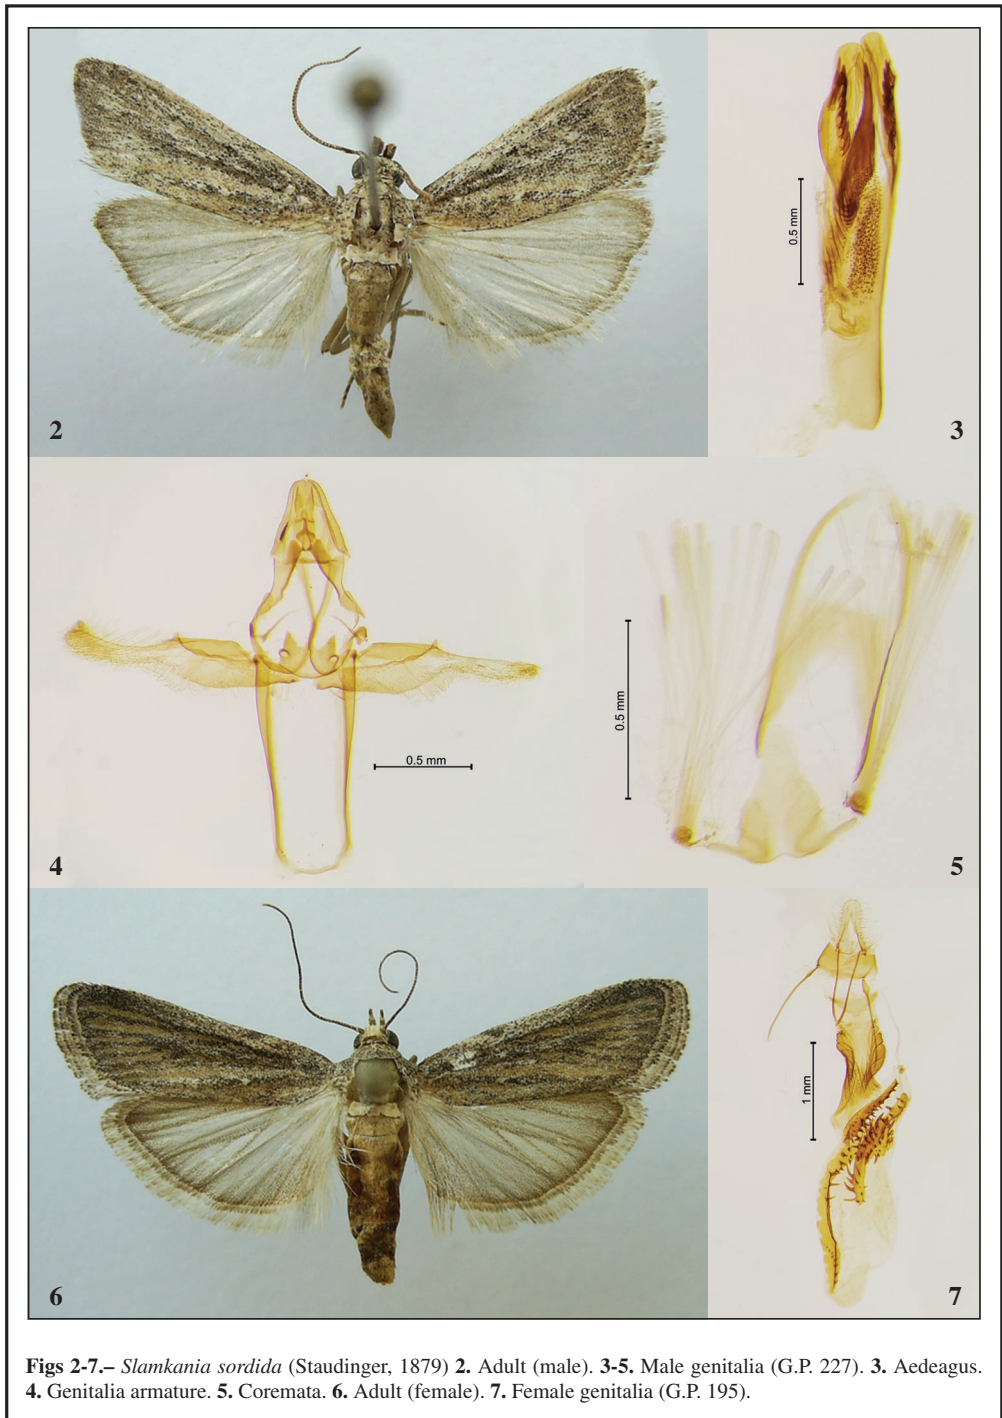 2
0.5 mm
3
0.5 mm
4
0.5 mm
5
6
1 mm
7
Figs 2-7.– Slamkania sordida (Staudinger, 1879) 2. Adult (male). 3-5. Male genitalia (G.P. 227). 3. Aedeagus.
4. Genitalia armature. 5. Coremata. 6. Adult (female). 7. Female genitalia (G.P. 195).